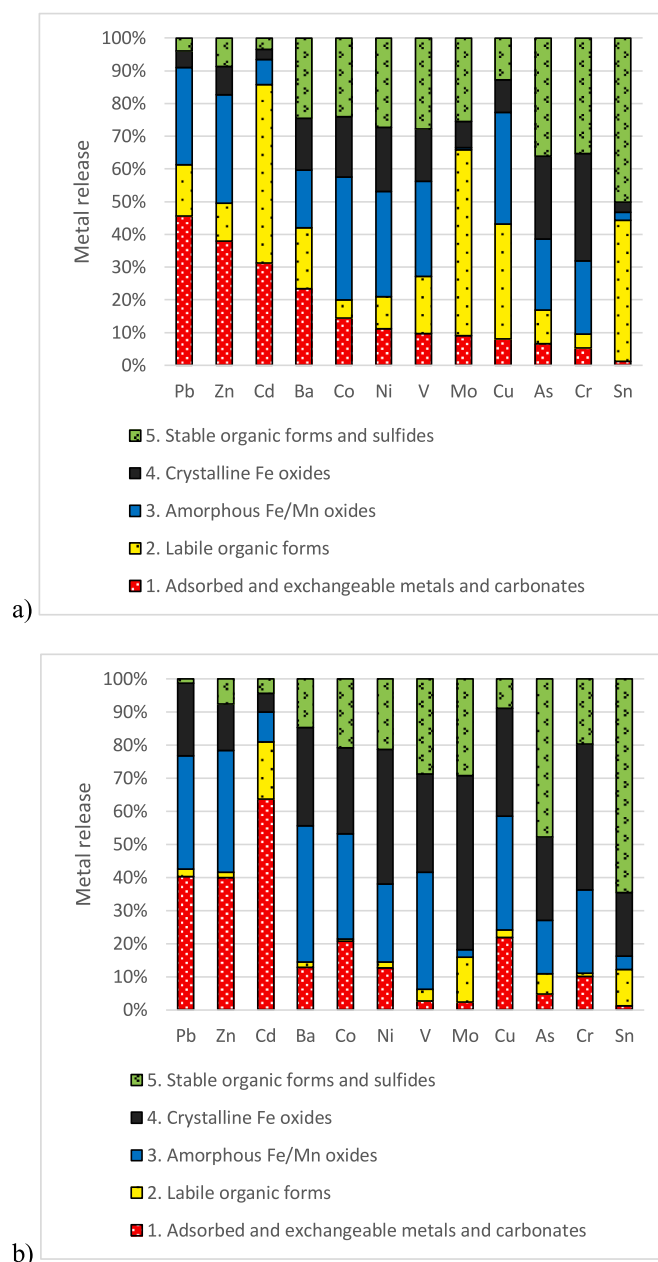 100%
90%
80%
70%
60%
50%
40%
30%
20%
10%
0%
Metal release
Pb Zn Cd Ba Co Ni V Mo Cu As Cr Sn
5. Stable organic forms and sulfides
4. Crystalline Fe oxides
3. Amorphous Fe/Mn oxides
2. Labile organic forms
1. Adsorbed and exchangeable metals and carbonates
a)
100%
90%
80%
70%
60%
50%
40%
30%
20%
10%
0%
Metal release
Pb Zn Cd Ba Co Ni V Mo Cu As Cr Sn
5. Stable organic forms and sulfides
4. Crystalline Fe oxides
3. Amorphous Fe/Mn oxides
2. Labile organic forms
1. Adsorbed and exchangeable metals and carbonates
b)